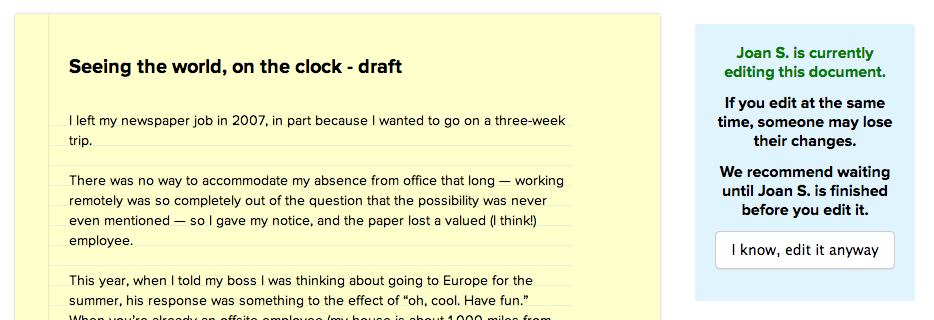 Seeing the world, on the clock - draft
I left my newspaper job in 2007, in part because I wanted to go on a three-week
trip.
There was no way to accommodate my absence from office that long — working
remotely was so completely out of the question that the possibility was never
even mentioned — so I gave my notice, and the paper lost a valued (I think!)
employee.
This year, when I told my boss I was thinking about going to Europe for the
summer, his response was something to the effect of “oh, cool. Have fun.”
When you're already an offsite employee (my house is about 1,000 miles from
Joan S. is currently
editing this document.
If you edit at the same
time, someone may lose
their changes.
We recommend waiting
until Joan S. is finished
before you edit it.
I know, edit it anyway